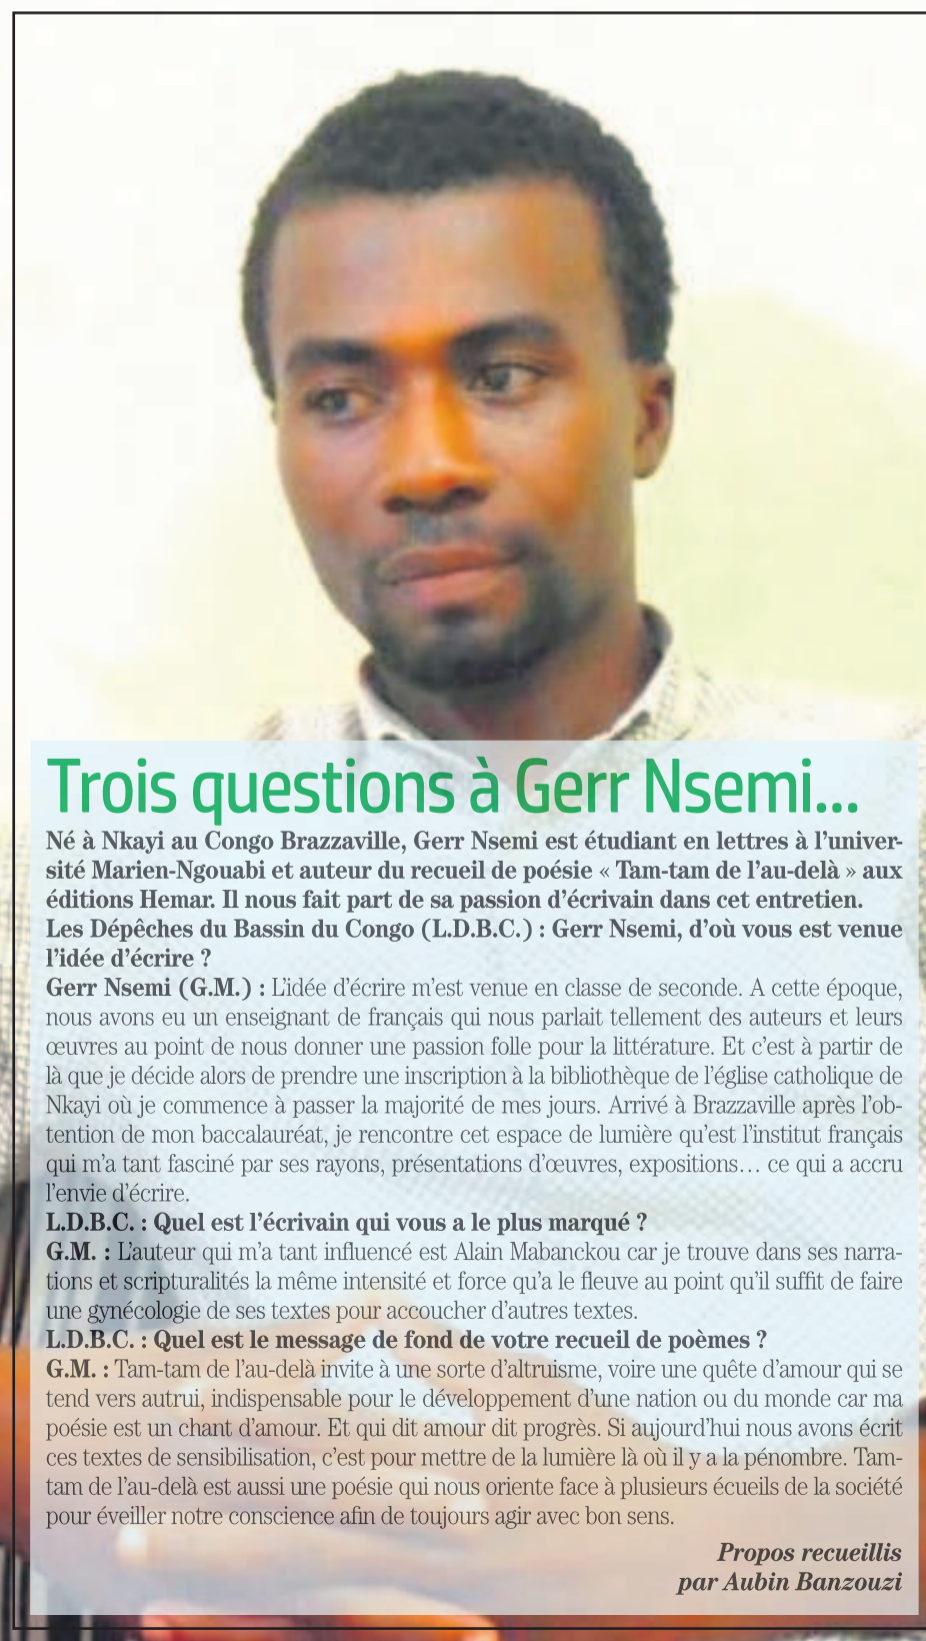 Trois questions à Gerr Nsemi...
Né à Nkayi au Congo Brazzaville, Gerr Nsemi est étudiant en lettres à l'univer-
sité Marien-Ngouabi et auteur du recueil de poésie « Tam-tam de l'au-delà » aux
éditions Hemar. Il nous fait part de sa passion d'écrivain dans cet entretien.
Les Dépêches du Bassin du Congo (L.D.B.C.) : Gerr Nsemi, d'où vous est venue
l'idée d'écrire ?
Gerr Nsemi (G.M.) : L'idée d'écrire m'est venue en classe de seconde. A cette époque,
nous avons eu un enseignant de français qui nous parlait tellement des auteurs et leurs
œuvres au point de nous donner une passion folle pour la littérature. Et c'est à partir de
là que je décide alors de prendre une inscription à la bibliothèque de l'église catholique de
Nkayi où je commence à passer la majorité de mes jours. Arrivé à Brazzaville après l'ob-
tention de mon baccalauréat, je rencontre cet espace de lumière qu'est l'institut français
qui m'a tant fasciné par ses rayons, présentations d'œuvres, expositions… ce qui a accru
l'envie d'écrire.
L.D.B.C. : Quel est l'écrivain qui vous a le plus marqué ?
G.M. : L'auteur qui m'a tant influencé est Alain Mabanckou car je trouve dans ses narra-
tions et scripturalités la même intensité et force qu'a le fleuve au point qu'il suffit de faire
une gynécologie de ses textes pour accoucher d'autres textes.
L.D.B.C. : Quel est le message de fond de votre recueil de poèmes ?
G.M. : Tam-tam de l'au-delà invite à une sorte d'altruisme, voire une quête d'amour qui se
tend vers autrui, indispensable pour le développement d'une nation ou du monde car ma
poésie est un chant d'amour. Et qui dit amour dit progrès. Si aujourd'hui nous avons écrit
ces textes de sensibilisation, c'est pour mettre de la lumière là où il y a la pénombre. Tam-
tam de l'au-delà est aussi une poésie qui nous oriente face à plusieurs écueils de la société
pour éveiller notre conscience afin de toujours agir avec bon sens.
Propos recueillis
par Aubin Banzouzi